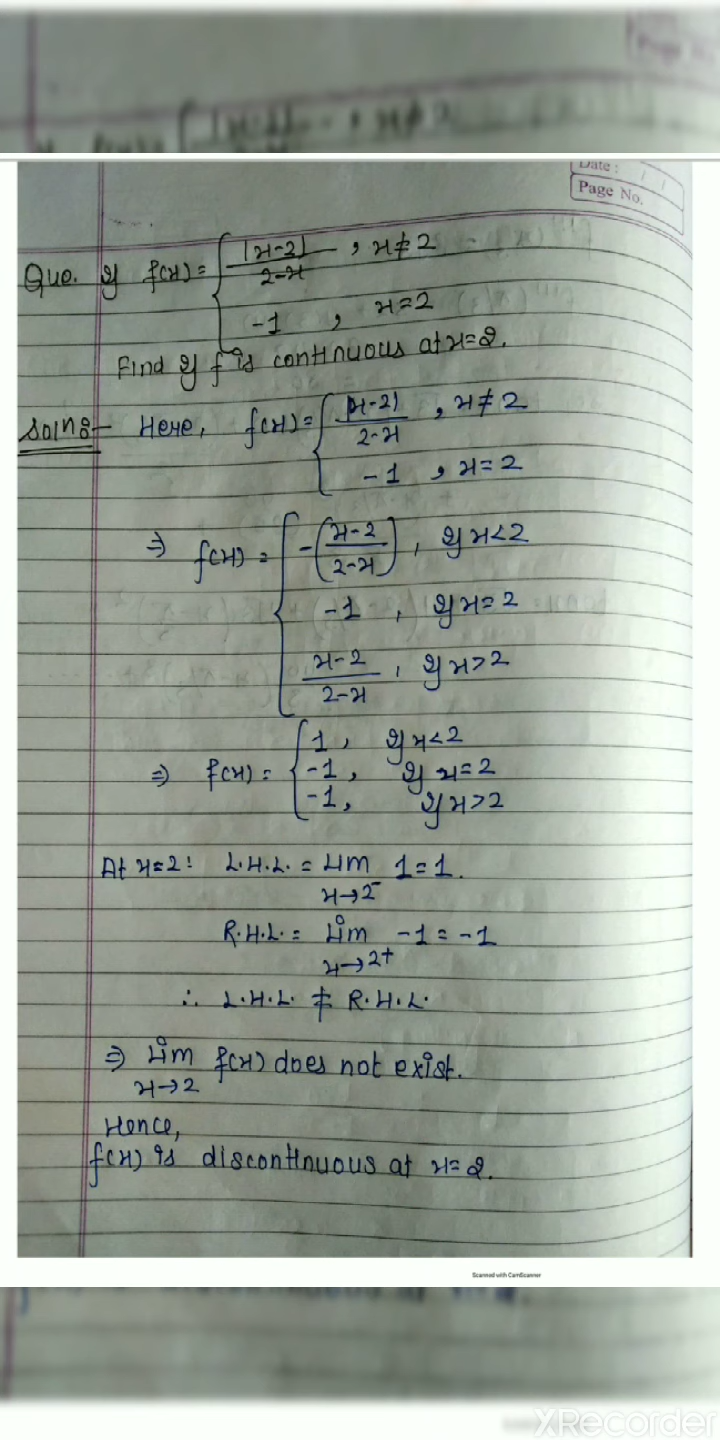 Date :
Page No.
Que. If f(x) = { |x-2| / 2-x , x ≠ 2
-1 , x = 2
Find if f is continuous at x=2.
Soln:- Here, f(x) = { |x-2| / 2-x , x ≠ 2
-1 , x = 2
⇒ f(x) = { -(x-2 / 2-x) , if x<2
-1 , if x = 2
x-2 / 2-x , if x>2
⇒ f(x) = { 1 , if x<2
-1 , if x=2
-1 , if x>2
At x=2: L.H.L. = lim x→2⁻ 1 = 1.
R.H.L. = lim x→2+ -1 = -1
∴ L.H.L. ≠ R.H.L.
⇒ lim x→2 f(x) does not exist.
Hence,
f(x) is discontinuous at x=2.
Scanned with CamScanner
XRecorder